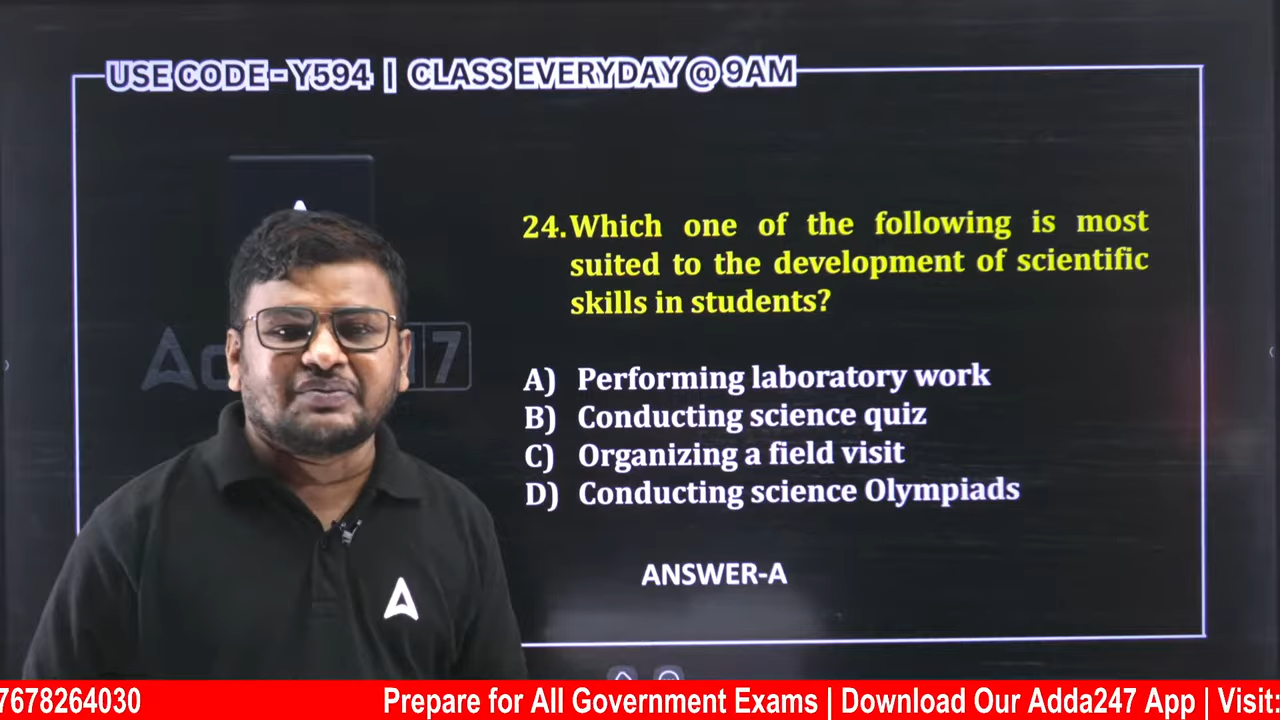 USE CODE - Y594 | CLASS EVERYDAY @ 9AM
24. Which one of the following is most
suited to the development of scientific
skills in students?
A) Performing laboratory work
B) Conducting science quiz
C) Organizing a field visit
D) Conducting science Olympiads
ANSWER-A
7678264030 Prepare for All Government Exams | Download Our Adda247 App | Visit: